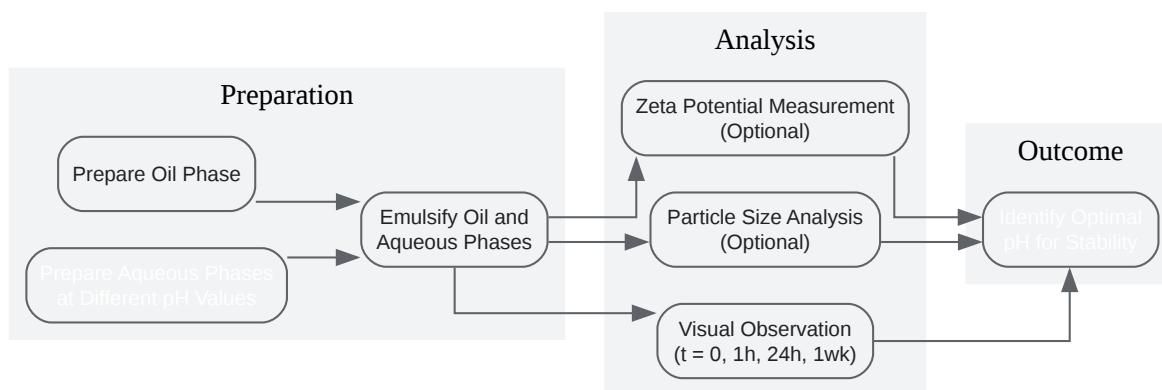 Preparation
Prepare Oil Phase
Prepare Aqueous Phases
at Different pH Values
Emulsify Oil and
Aqueous Phases
Analysis
Zeta Potential Measurement
(Optional)
Particle Size Analysis
(Optional)
Visual Observation
(t = 0, 1h, 24h, 1wk)
Outcome
Identify Optimal
pH for Stability